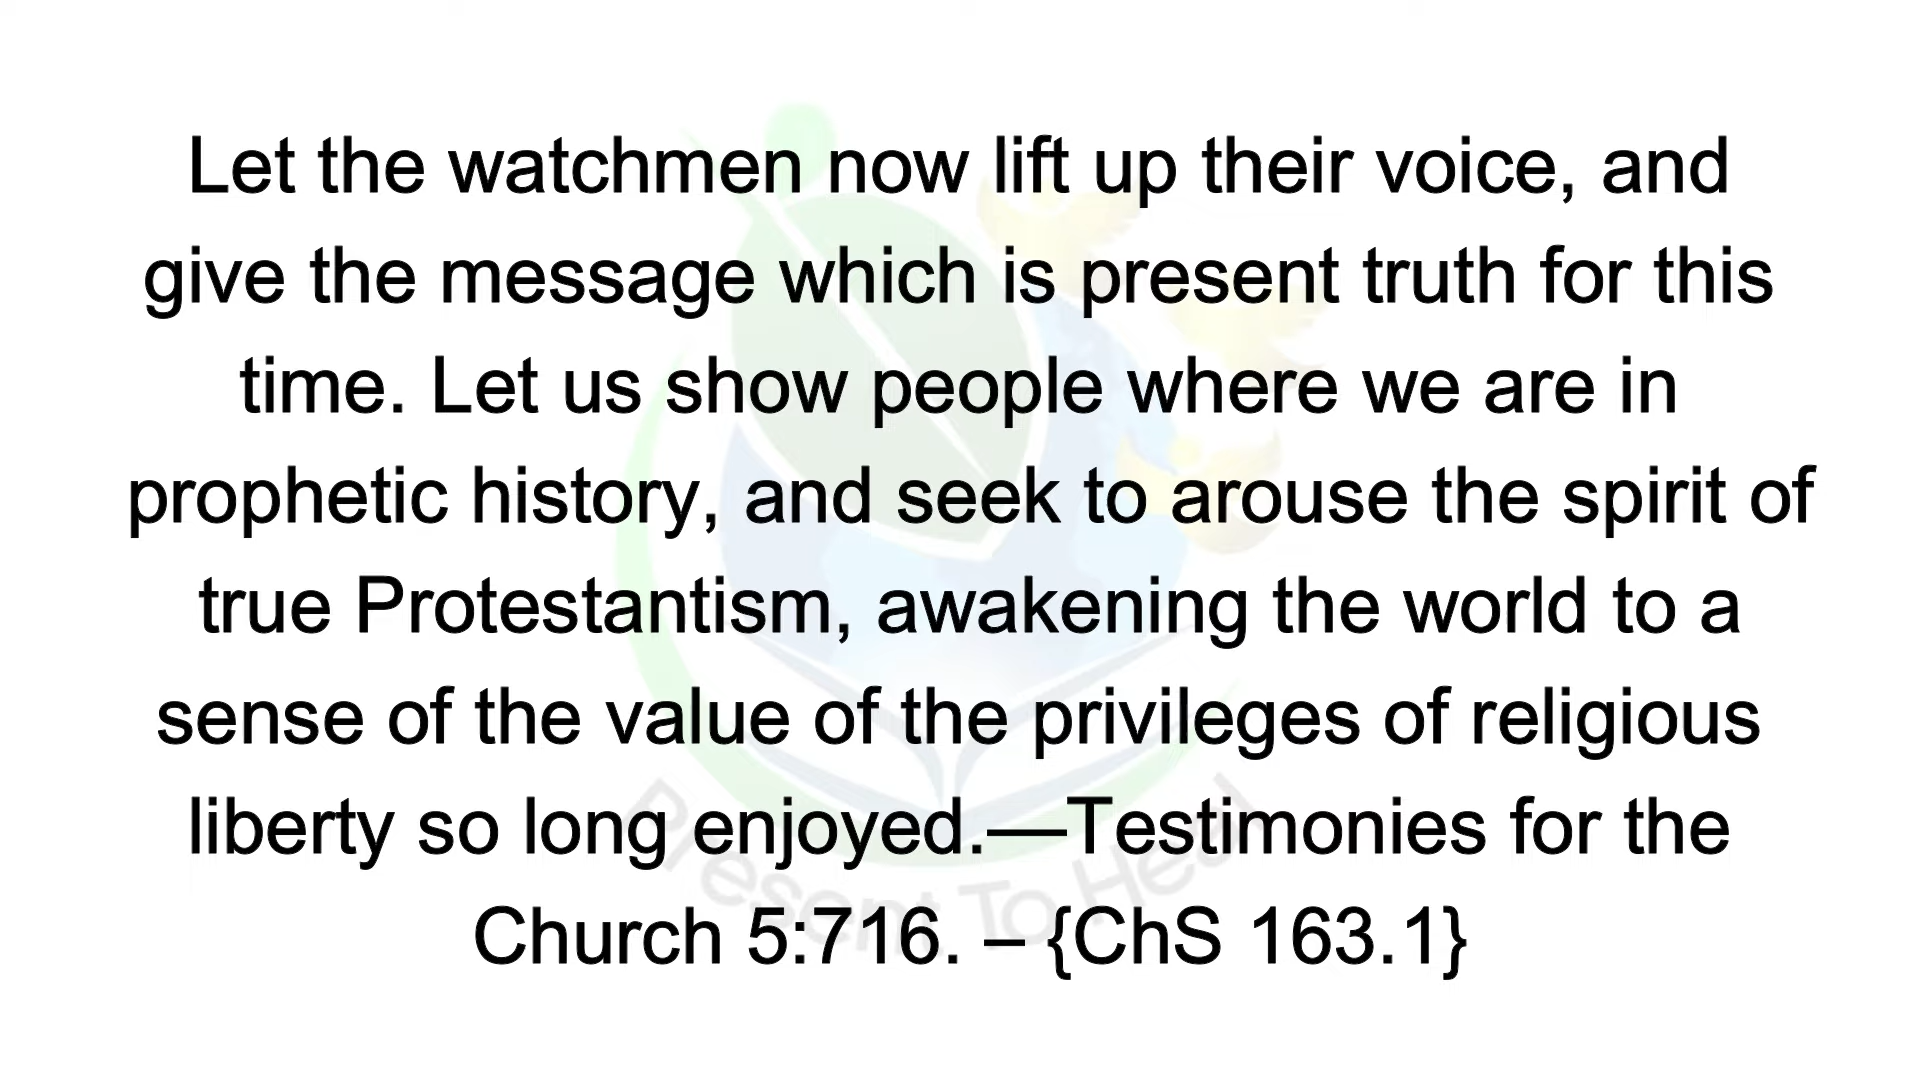 Let the watchmen now lift up their voice, and
give the message which is present truth for this
time. Let us show people where we are in
prophetic history, and seek to arouse the spirit of
true Protestantism, awakening the world to a
sense of the value of the privileges of religious
liberty so long enjoyed.—Testimonies for the
Church 5:716. – {ChS 163.1}
Present To Heal